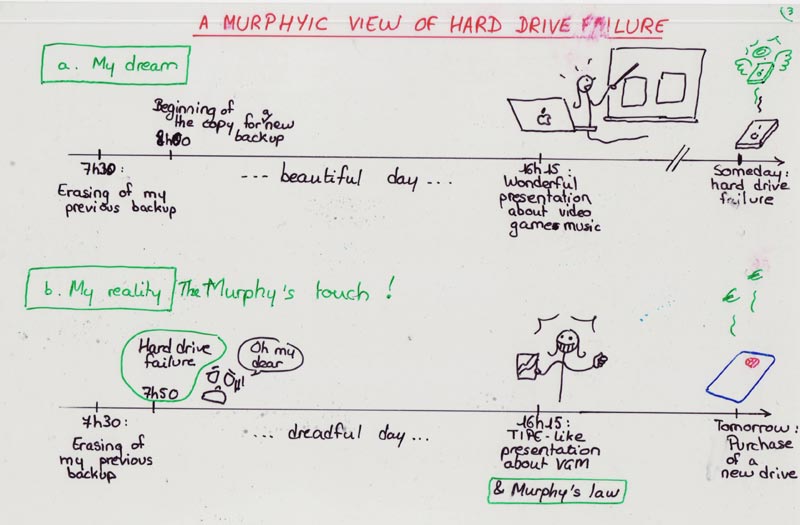 3
A MURPHYIC VIEW OF HARD DRIVE FAILURE
a. My dream
Beginning of
the copy for a new
backup
8h00
7h30:
Erasing of my
previous backup
... beautiful day ...
16h15:
Wonderful
presentation
about video
games music
Someday:
hard drive
failure
b. My reality The Murphy's touch !
Hard drive
failure
7h50
Oh my
dear
7h30:
Erasing of
my previous
backup
... dreadful day ...
16h15:
TIPE-like
presentation
about VGM
& Murphy's law
€
€
Tomorrow:
Purchase
of a
new drive